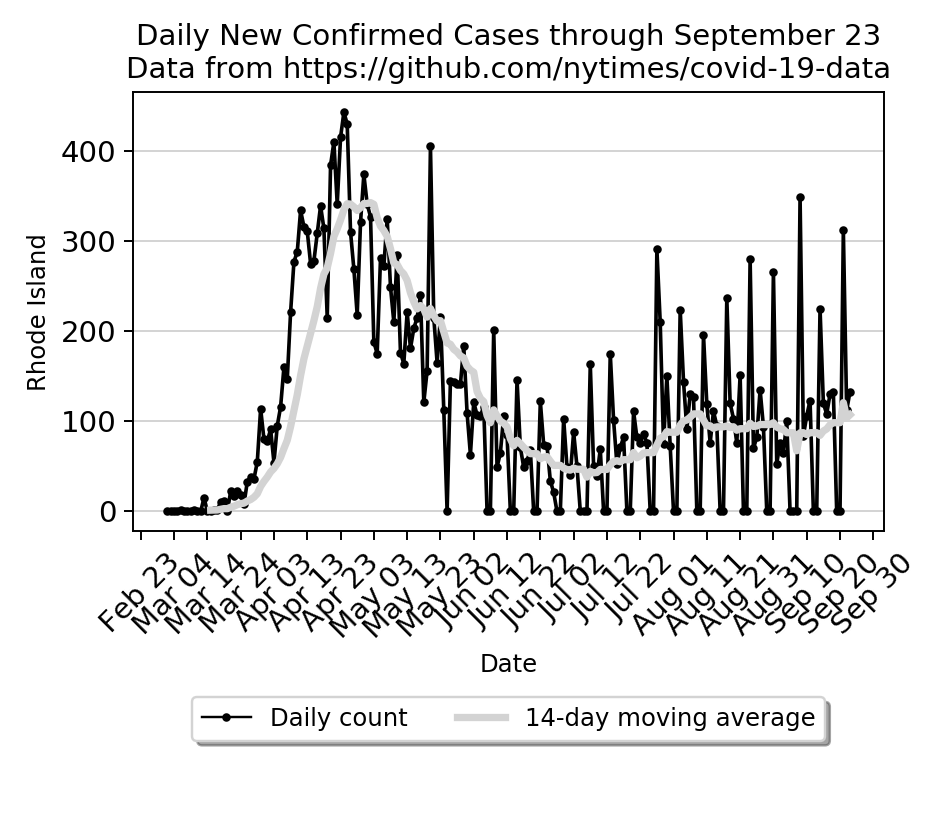 Daily New Confirmed Cases through September 23
Data from https://github.com/nytimes/covid-19-data
Rhode Island
400
300
200
100
0
Feb 23
Mar 04
Mar 14
Mar 24
Apr 03
Apr 13
Apr 23
May 03
May 13
May 23
Jun 02
Jun 12
Jun 22
Jul 02
Jul 12
Jul 22
Aug 01
Aug 11
Aug 21
Aug 31
Sep 10
Sep 20
Sep 30
Date
Daily count
14-day moving average